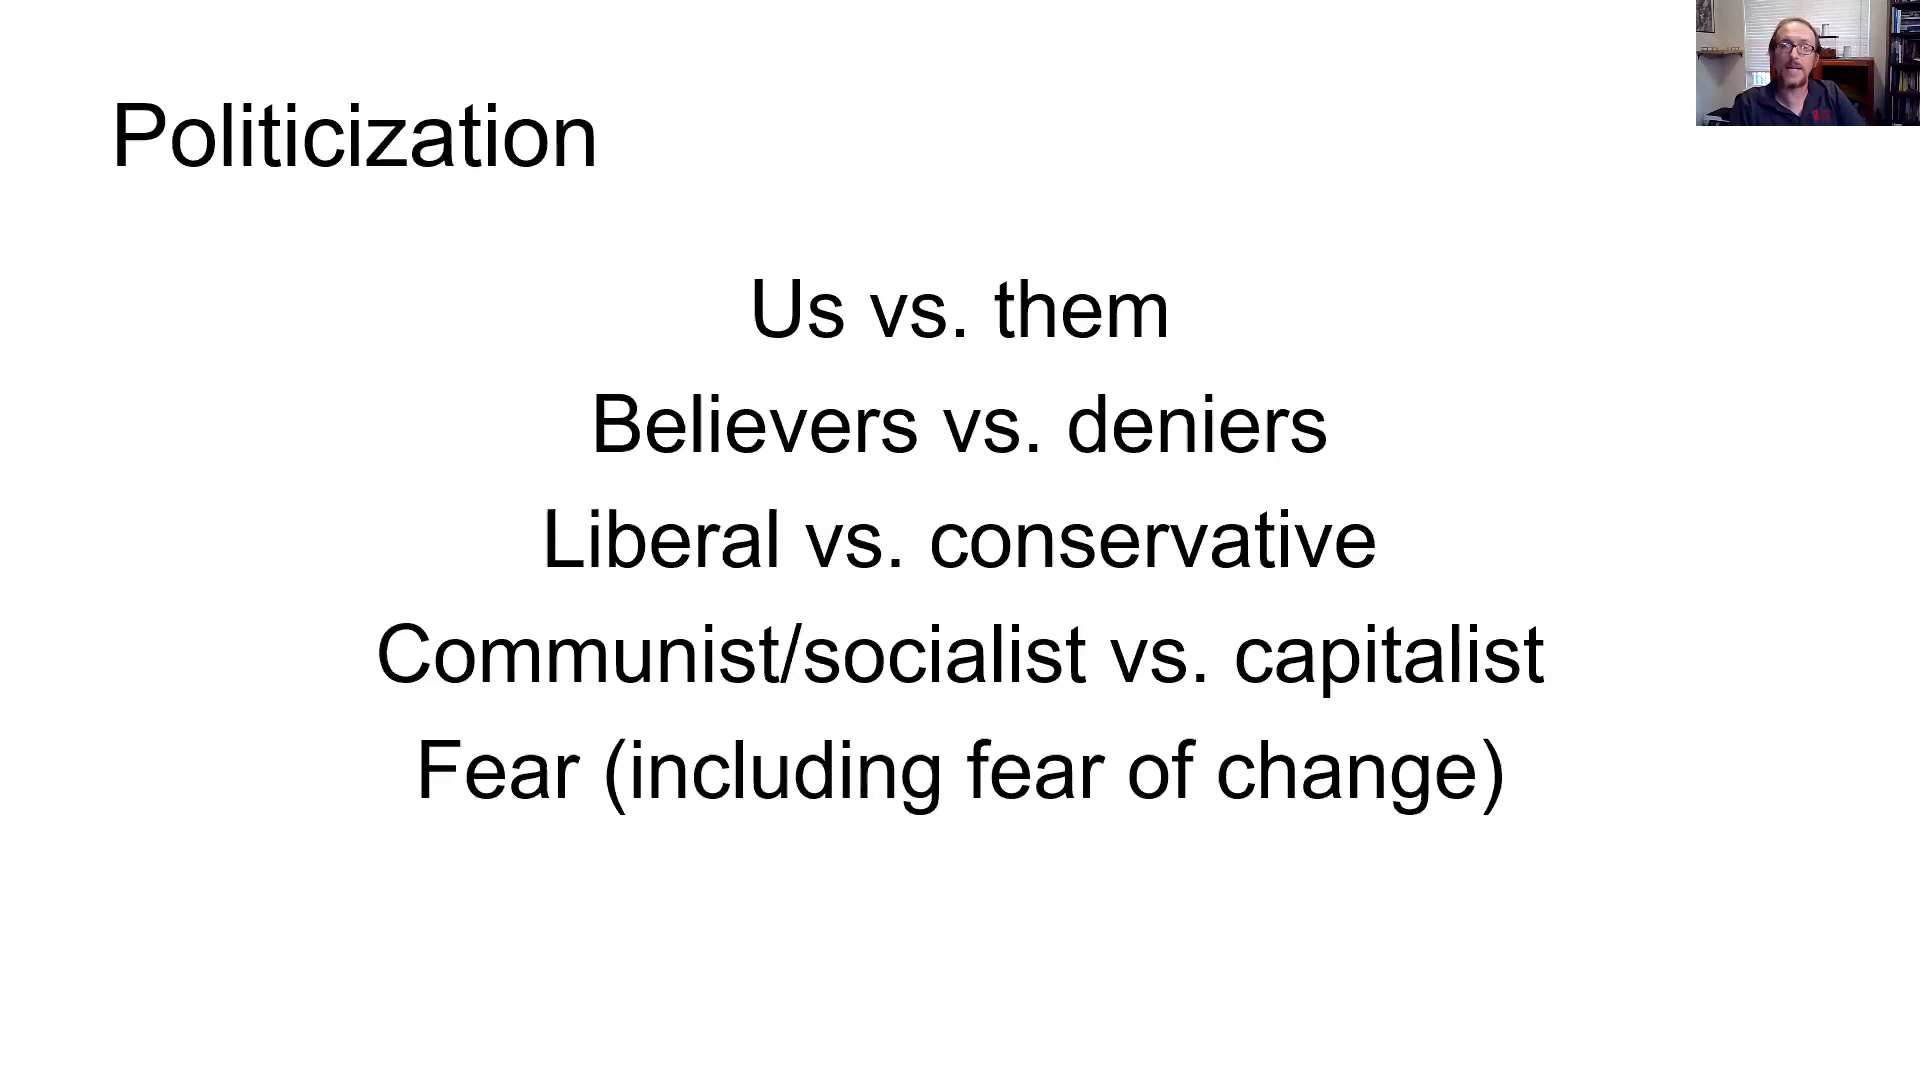 Politicization
Us vs. them
Believers vs. deniers
Liberal vs. conservative
Communist/socialist vs. capitalist
Fear (including fear of change)